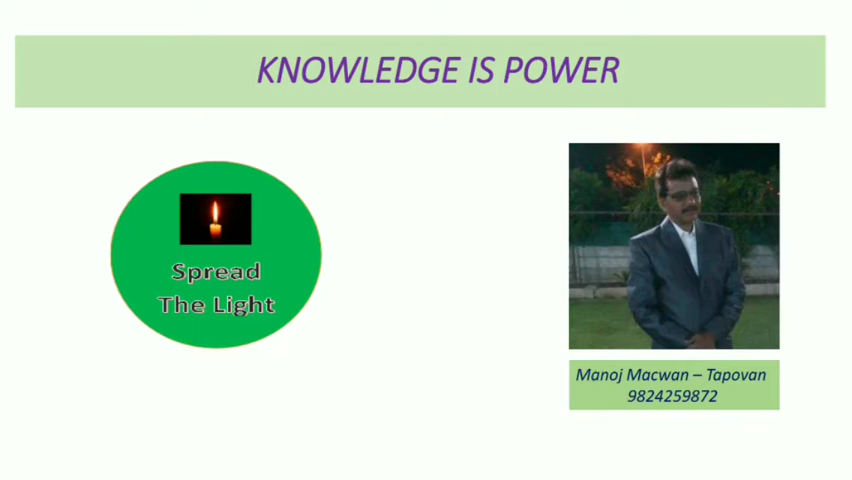 KNOWLEDGE IS POWER
Spread
The Light
Manoj Macwan – Tapovan
9824259872